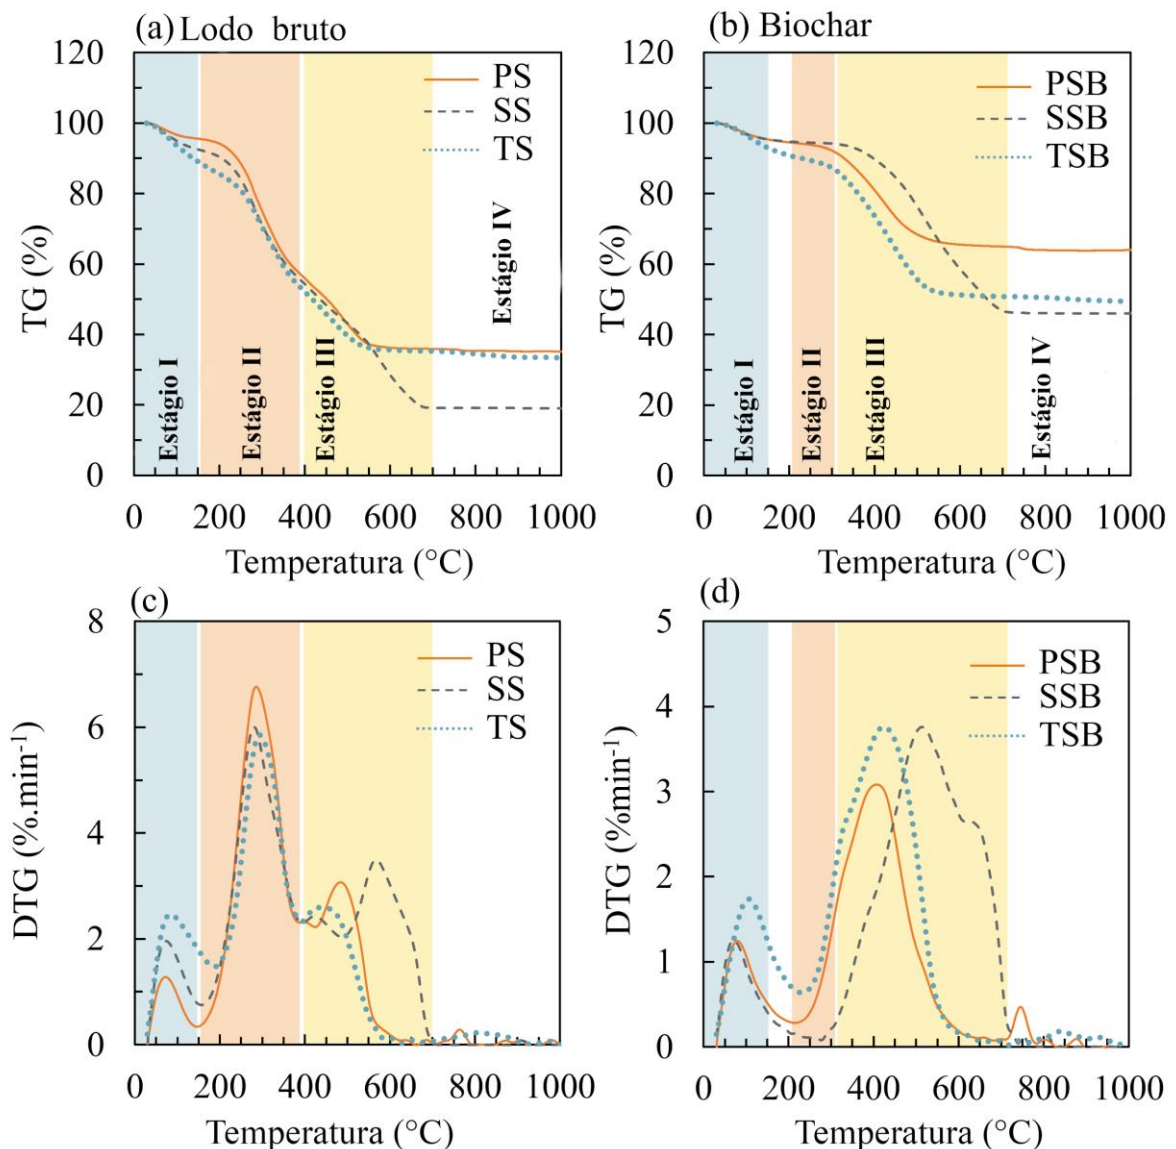 (a) Lodo bruto
120
100
80
60
40
20
0
TG (%)
PS
SS
TS
Estágio I
Estágio II
Estágio III
Estágio IV
0 200 400 600 800 1000
Temperatura (°C)
(b) Biochar
120
100
80
60
40
20
0
TG (%)
PSB
SSB
TSB
Estágio I
Estágio II
Estágio III
Estágio IV
0 200 400 600 800 1000
Temperatura (°C)
(c)
8
6
4
2
0
DTG (%.min⁻¹)
PS
SS
TS
0 200 400 600 800 1000
Temperatura (°C)
(d)
5
4
3
2
1
0
DTG (%min⁻¹)
PSB
SSB
TSB
0 200 400 600 800 1000
Temperatura (°C)